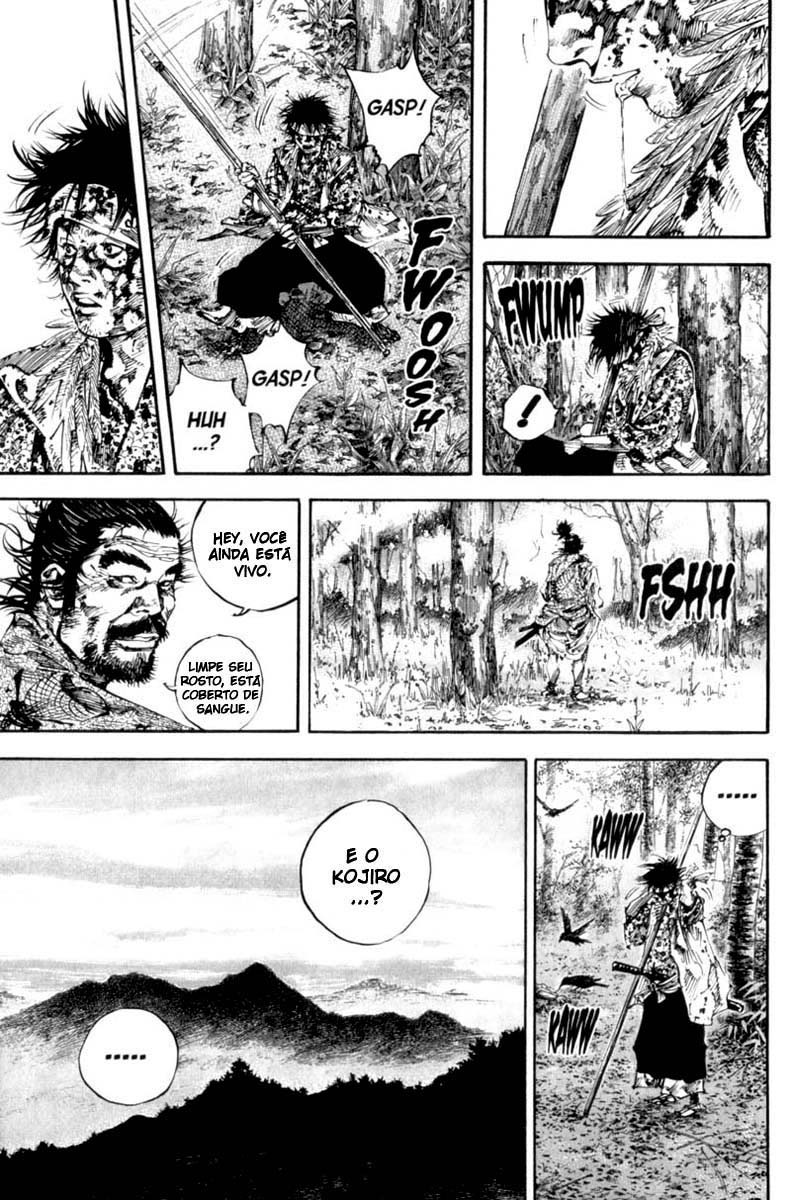 FWUMP
!
GASP!
FWOOSH
GASP!
HUH
...?
FSHH
HEY, VOCÊ
AINDA ESTÁ
VIVO.
LIMPE SEU
ROSTO, ESTÁ
COBERTO DE
SANGUE.
.....
KAWW
KAWW
E O
KOJIRO
...?
.....